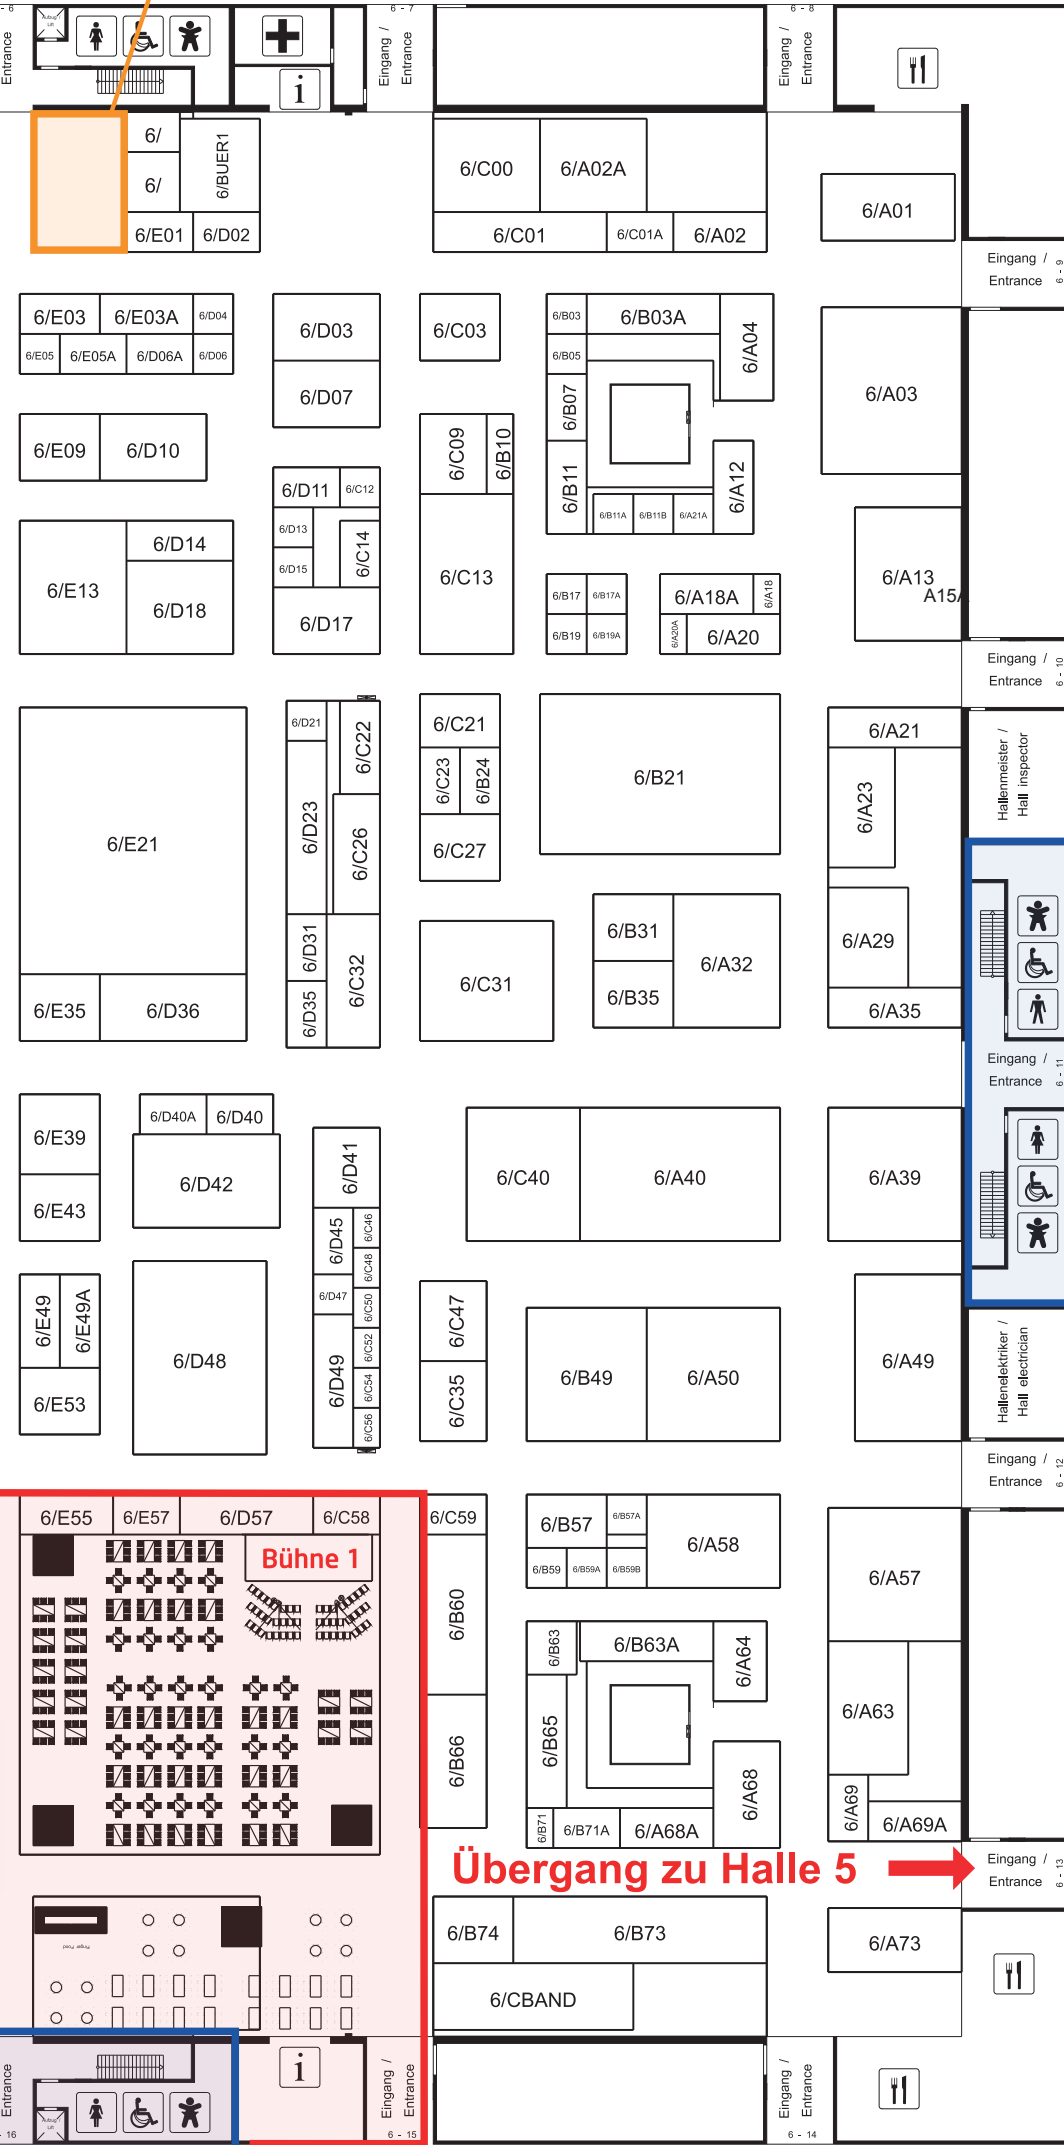 - 6
Entrance
6 - 7
Eingang /
Entrance
6 - 8
Eingang /
Entrance
i
6/
6/
6/BUER1
6/E01
6/D02
6/C00
6/A02A
6/C01
6/C01A
6/A02
6/A01
Eingang /
Entrance
6 - 9
6/E03
6/E03A
6/D04
6/E05
6/E05A
6/D06A
6/D06
6/D03
6/D07
6/C03
6/B03
6/B03A
6/A04
6/B05
6/B07
6/B11
6/A12
6/B11A
6/B11B
6/A21A
6/A03
6/E09
6/D10
6/C09
6/B10
6/D11
6/C12
6/D13
6/D15
6/C14
6/D17
6/E13
6/D14
6/D18
6/C13
6/B17
6/B17A
6/B19
6/B19A
6/A18A
6/A18
6/A20A
6/A20
6/A13
A15A
Eingang /
Entrance
6 - 10
6/E21
6/E35
6/D36
6/D21
6/C22
6/D23
6/C26
6/D31
6/C32
6/D35
6/C21
6/C23
6/B24
6/C27
6/B21
6/C31
6/B31
6/B35
6/A32
6/A21
6/A23
6/A29
6/A35
Hallenmeister /
Hall inspector
Eingang /
Entrance
6 - 11
6/E39
6/E43
6/D40A
6/D40
6/D42
6/D41
6/D45
6/C46
6/C48
6/D47
6/C50
6/C52
6/D49
6/C54
6/C56
6/C40
6/A40
6/A39
6/E49
6/E49A
6/E53
6/D48
6/C47
6/C35
6/B49
6/A50
6/A49
Hallenelektriker /
Hall electrician
Eingang /
Entrance
6 - 12
6/E55
6/E57
6/D57
6/C58
6/C59
Bühne 1
6/B60
6/B66
6/B57
6/B57A
6/A58
6/B59
6/B59A
6/B59B
6/A57
6/B63
6/B63A
6/A64
6/B65
6/A68
6/B71
6/B71A
6/A68A
6/A63
6/A69
6/A69A
Übergang zu Halle 5
Eingang /
Entrance
6 - 13
Finger Food
6/B74
6/B73
6/CBAND
6/A73
i
Entrance
- 16
Eingang /
Entrance
6 - 15
Eingang /
Entrance
6 - 14